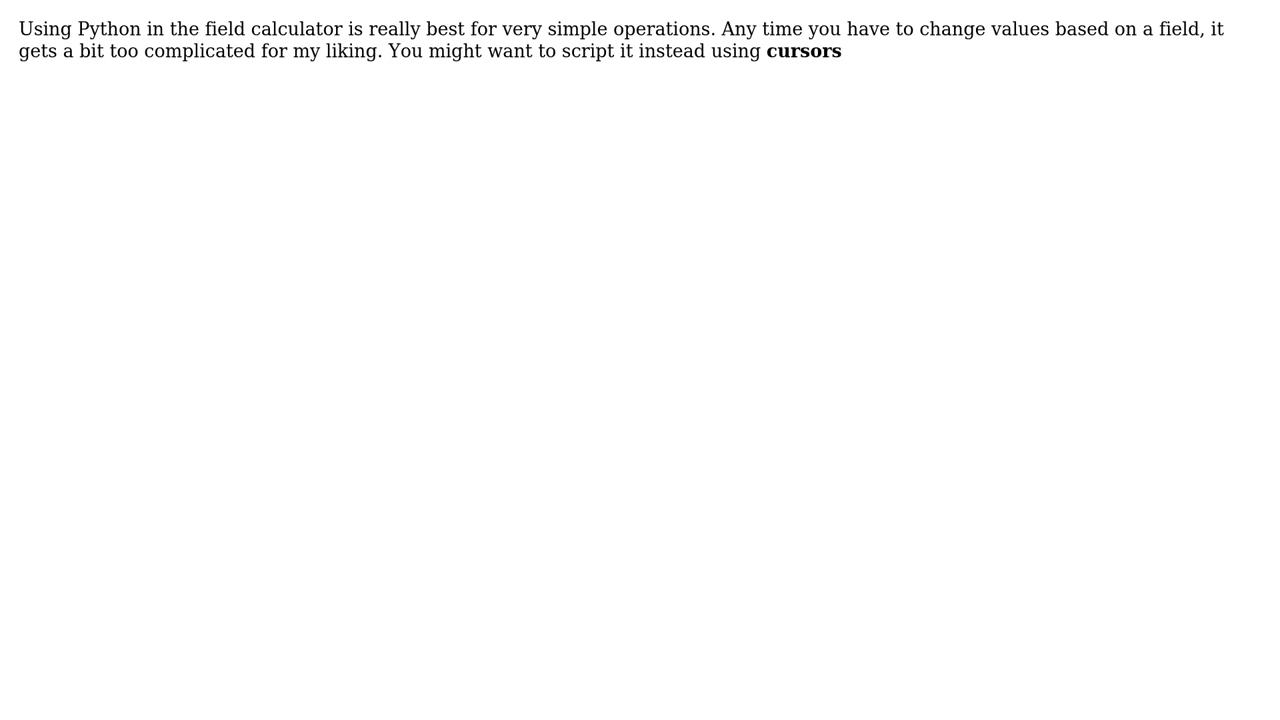 Using Python in the field calculator is really best for very simple operations. Any time you have to change values based on a field, it
gets a bit too complicated for my liking. You might want to script it instead using cursors